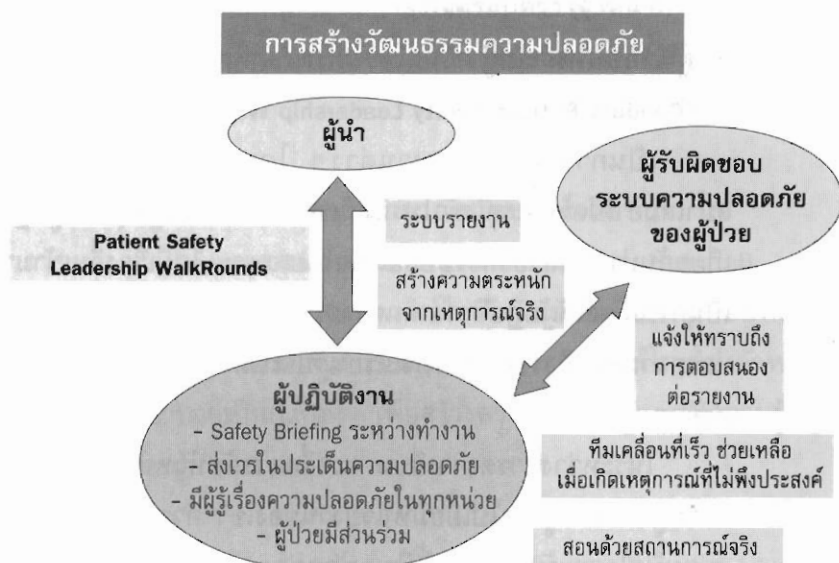 การสร้างวัฒนธรรมความปลอดภัย
ผู้นำ
ผู้รับผิดชอบ
ระบบความปลอดภัย
ของผู้ป่วย
ระบบรายงาน
Patient Safety
Leadership WalkRounds
สร้างความตระหนัก
จากเหตุการณ์จริง
แจ้งให้ทราบถึง
การตอบสนอง
ต่อรายงาน
ผู้ปฏิบัติงาน
– Safety Briefing ระหว่างทำงาน
– ส่งเวรในประเด็นความปลอดภัย
– มีผู้รู้เรื่องความปลอดภัยในทุกหน่วย
– ผู้ป่วยมีส่วนร่วม
ทีมเคลื่อนที่เร็ว ช่วยเหลือ
เมื่อเกิดเหตุการณ์ที่ไม่พึงประสงค์
สอนด้วยสถานการณ์จริง